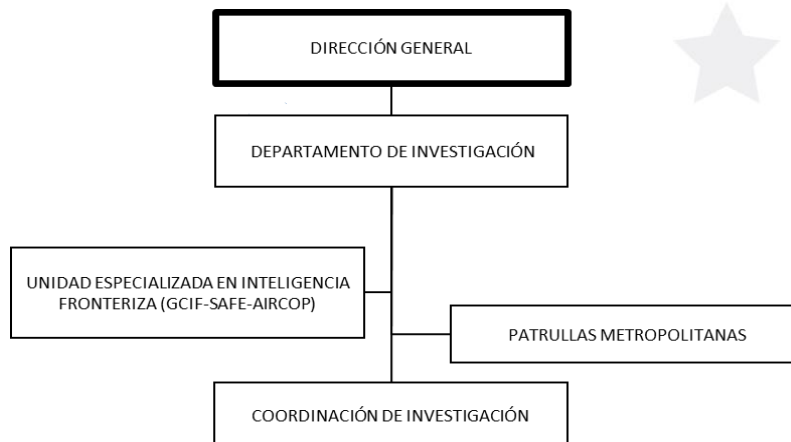 DIRECCIÓN GENERAL
DEPARTAMENTO DE INVESTIGACIÓN
UNIDAD ESPECIALIZADA EN INTELIGENCIA
FRONTERIZA (GCIF-SAFE-AIRCOP)
PATRULLAS METROPOLITANAS
COORDINACIÓN DE INVESTIGACIÓN